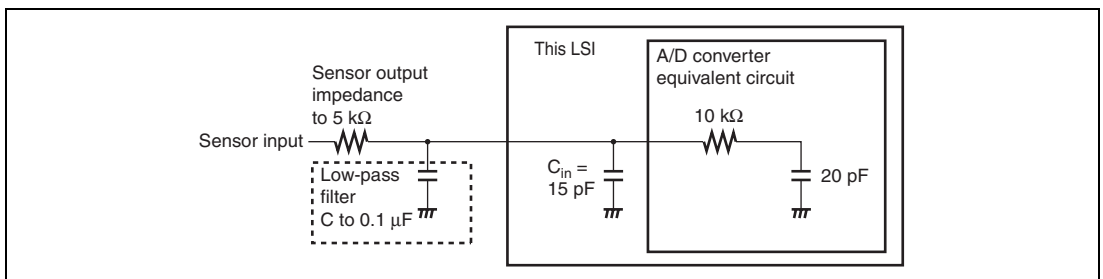 This LSI
A/D converter
equivalent circuit
Sensor output
impedance
to 5 kΩ
10 kΩ
Sensor input
Low-pass
filter
C to 0.1 μF
Cin =
15 pF
20 pF